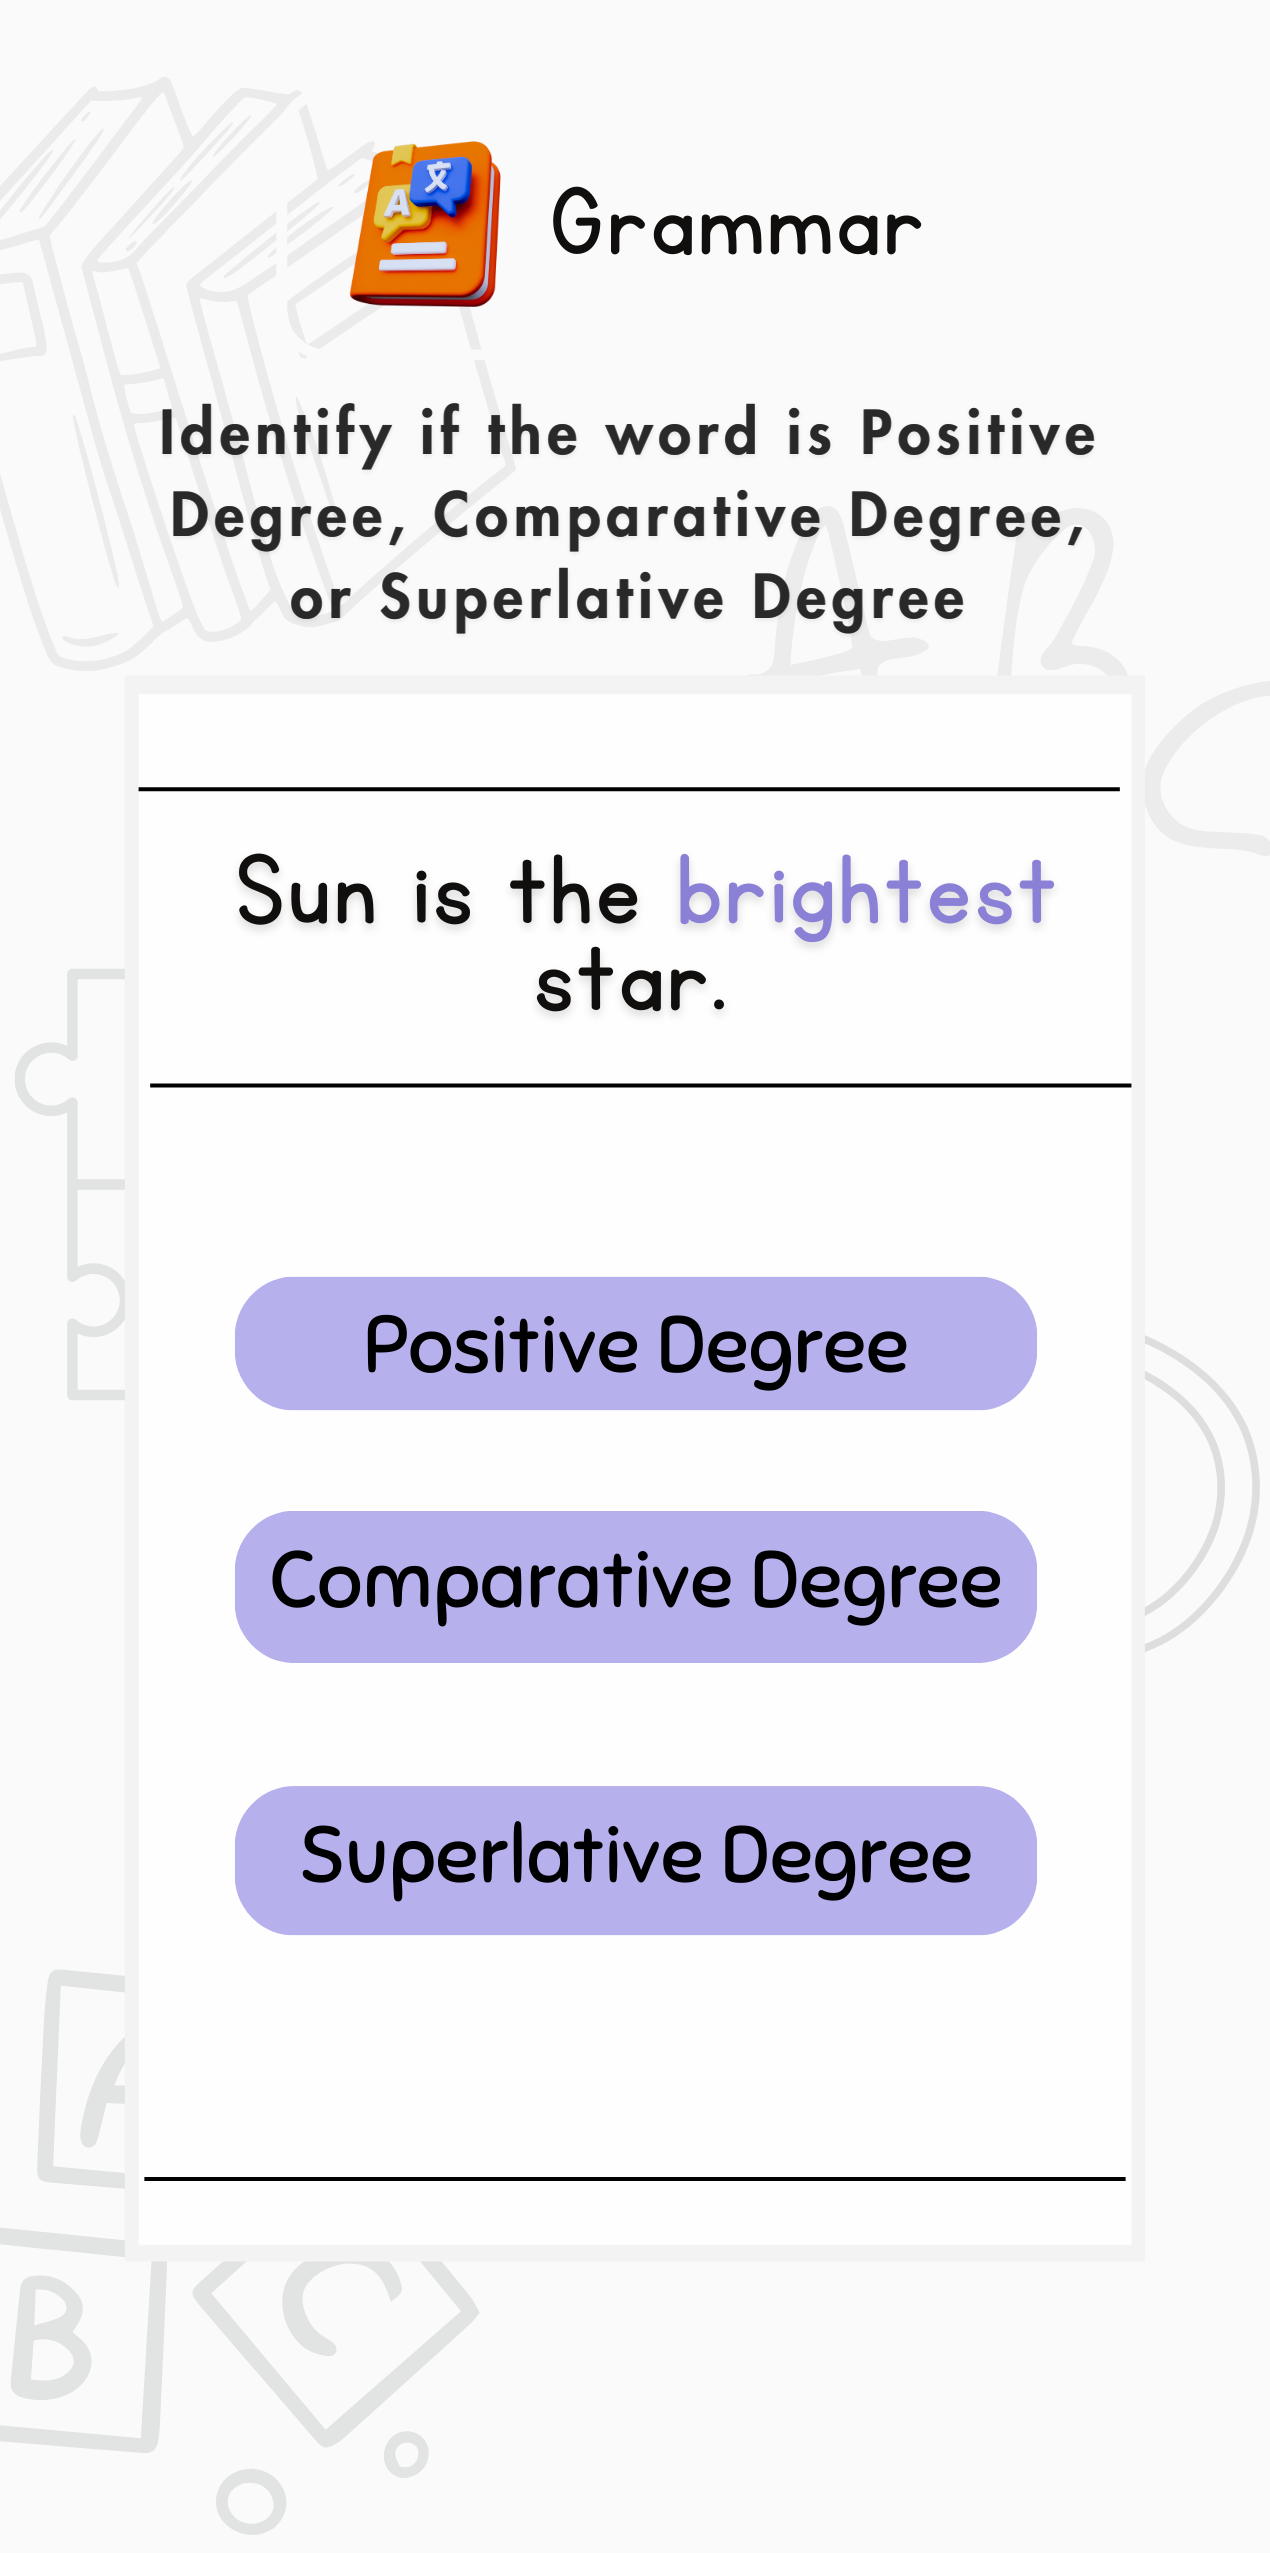 A 文
Grammar
Identify if the word is Positive
Degree, Comparative Degree,
or Superlative Degree
A B
Sun is the brightest
star.
Positive Degree
Comparative Degree
Superlative Degree
A
B
C